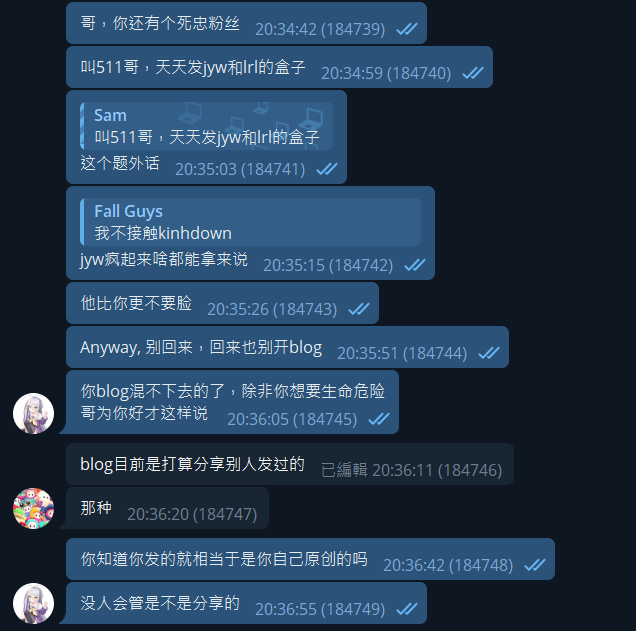 哥，你还有个死忠粉丝 20:34:42 (184739)
叫511哥，天天发jyw和lrl的盒子 20:34:59 (184740)
Sam
叫511哥，天天发jyw和lrl的盒子
这个题外话 20:35:03 (184741)
Fall Guys
我不接触kinhdown
jyw疯起来啥都能拿来说 20:35:15 (184742)
他比你更不要脸 20:35:26 (184743)
Anyway, 别回来，回来也别开blog 20:35:51 (184744)
你blog混不下去的了，除非你想要生命危险
哥为你好才这样说 20:36:05 (184745)
blog目前是打算分享别人发过的 已編輯 20:36:11 (184746)
那种 20:36:20 (184747)
你知道你发的就相当于是你自己原创的吗 20:36:42 (184748)
没人会管是不是分享的 20:36:55 (184749)